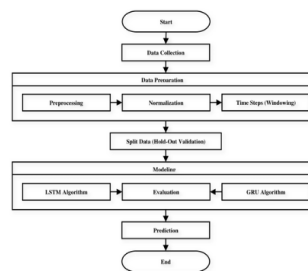 Start
Data Collection
Data Preparation
Preprocessing
Normalization
Time Steps (Windowing)
Split Data (Hold-Out Validation)
Modeline
LSTM Algorithm
Evaluation
GRU Algorithm
Prediction
End